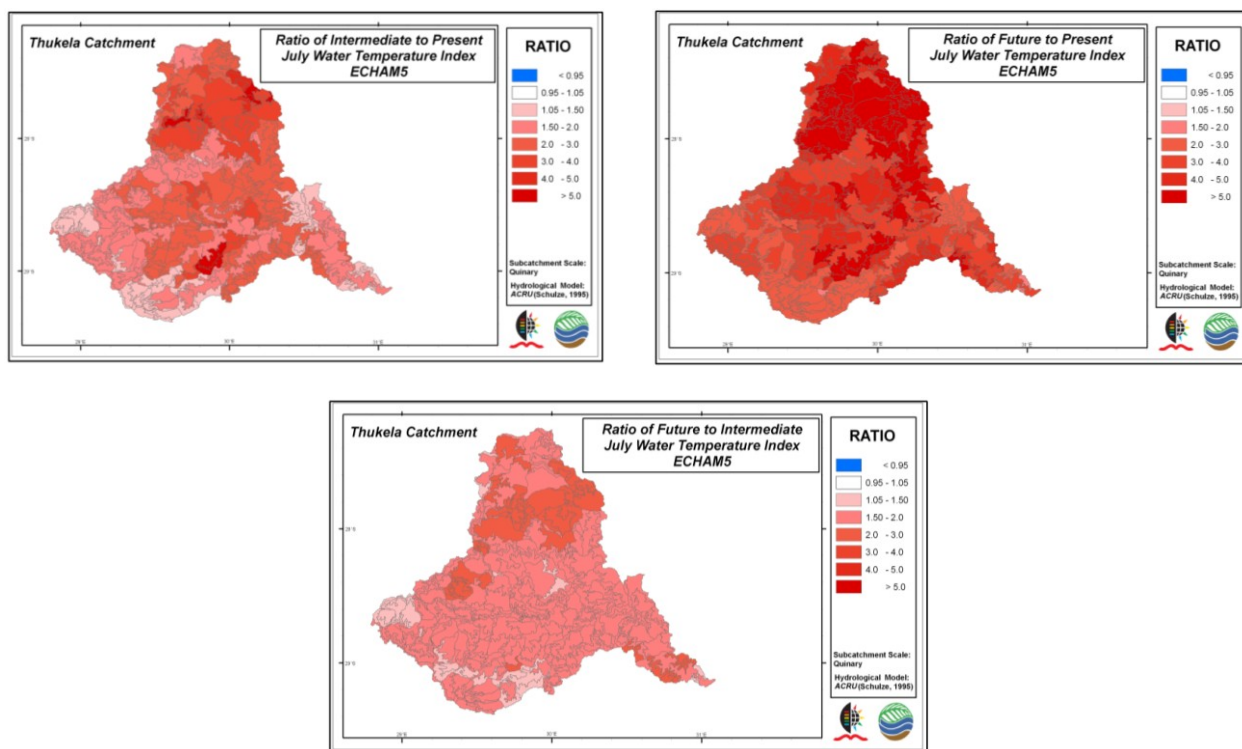 Thukela Catchment
Ratio of Intermediate to Present
July Water Temperature Index
ECHAM5
RATIO
< 0.95
0.95 - 1.05
1.05 - 1.50
1.50 - 2.0
2.0 - 3.0
3.0 - 4.0
4.0 - 5.0
> 5.0
Subcatchment Scale:
Quinary
Hydrological Model:
ACRU (Schulze, 1995)
Thukela Catchment
Ratio of Future to Present
July Water Temperature Index
ECHAM5
RATIO
< 0.95
0.95 - 1.05
1.05 - 1.50
1.50 - 2.0
2.0 - 3.0
3.0 - 4.0
4.0 - 5.0
> 5.0
Subcatchment Scale:
Quinary
Hydrological Model:
ACRU (Schulze, 1995)
Thukela Catchment
Ratio of Future to Intermediate
July Water Temperature Index
ECHAM5
RATIO
< 0.95
0.95 - 1.05
1.05 - 1.50
1.50 - 2.0
2.0 - 3.0
3.0 - 4.0
4.0 - 5.0
> 5.0
Subcatchment Scale:
Quinary
Hydrological Model:
ACRU (Schulze, 1995)